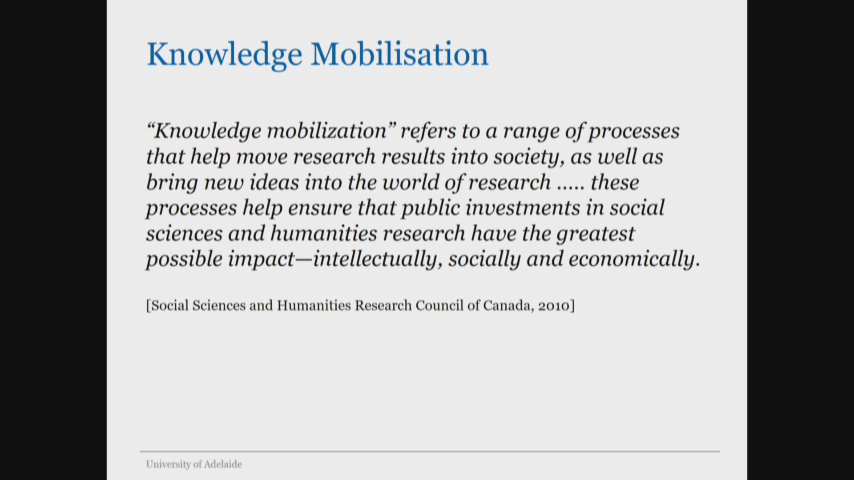 Knowledge Mobilisation
“Knowledge mobilization” refers to a range of processes
that help move research results into society, as well as
bring new ideas into the world of research ..... these
processes help ensure that public investments in social
sciences and humanities research have the greatest
possible impact—intellectually, socially and economically.
[Social Sciences and Humanities Research Council of Canada, 2010]
University of Adelaide